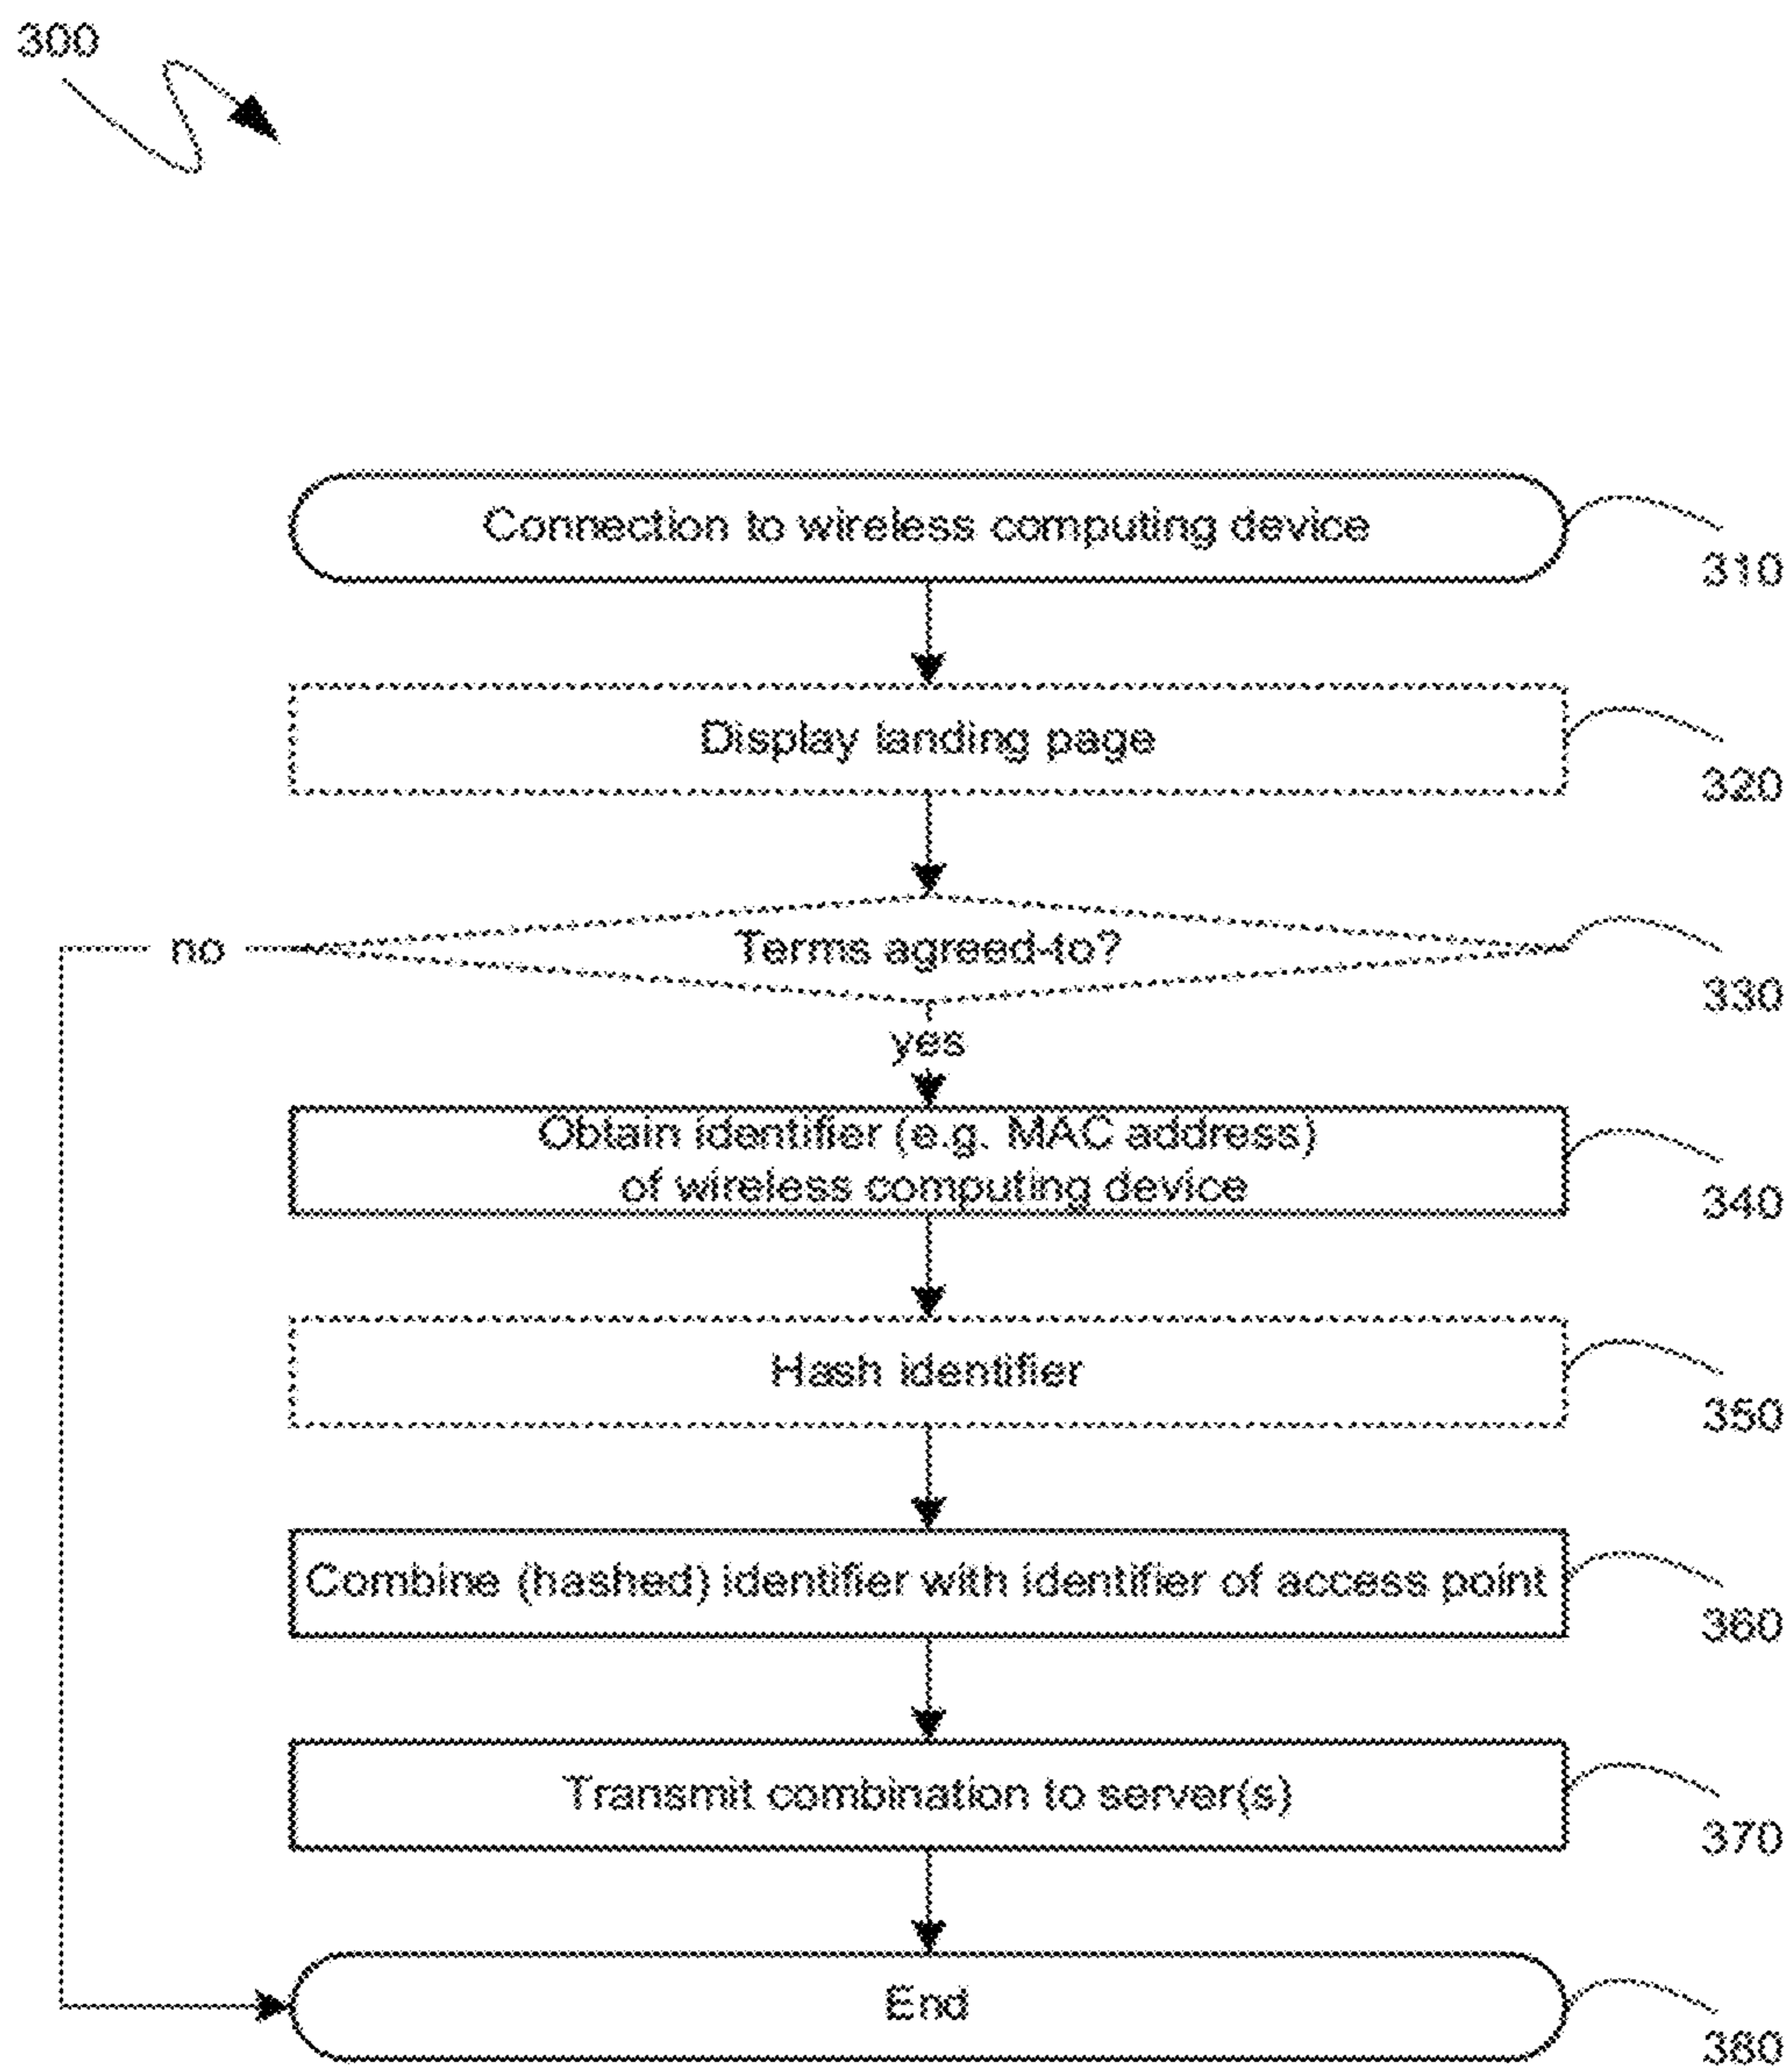 300
Connection to wireless computing device
310
Display landing page
320
no
Terms agreed-to?
330
yes
Obtain identifier (e.g. MAC address)
of wireless computing device
340
Hash identifier
350
Combine (hashed) identifier with identifier of access point
360
Transmit combination to server(s)
370
End
380